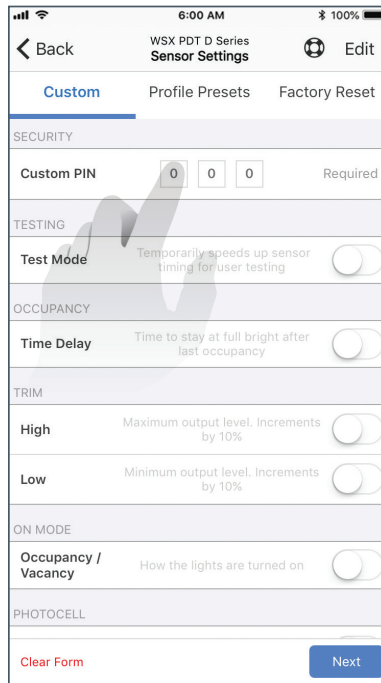 6:00 AM 100%
Back WSX PDT D Series Edit
Sensor Settings
Custom Profile Presets Factory Reset
SECURITY
Custom PIN 0 0 0 Required
TESTING
Test Mode Temporarily speeds up sensor
timing for user testing
OCCUPANCY
Time Delay Time to stay at full bright after
last occupancy
TRIM
High Maximum output level. Increments
by 10%
Low Minimum output level. Increments
by 10%
ON MODE
Occupancy /
Vacancy How the lights are turned on
PHOTOCELL
Clear Form Next